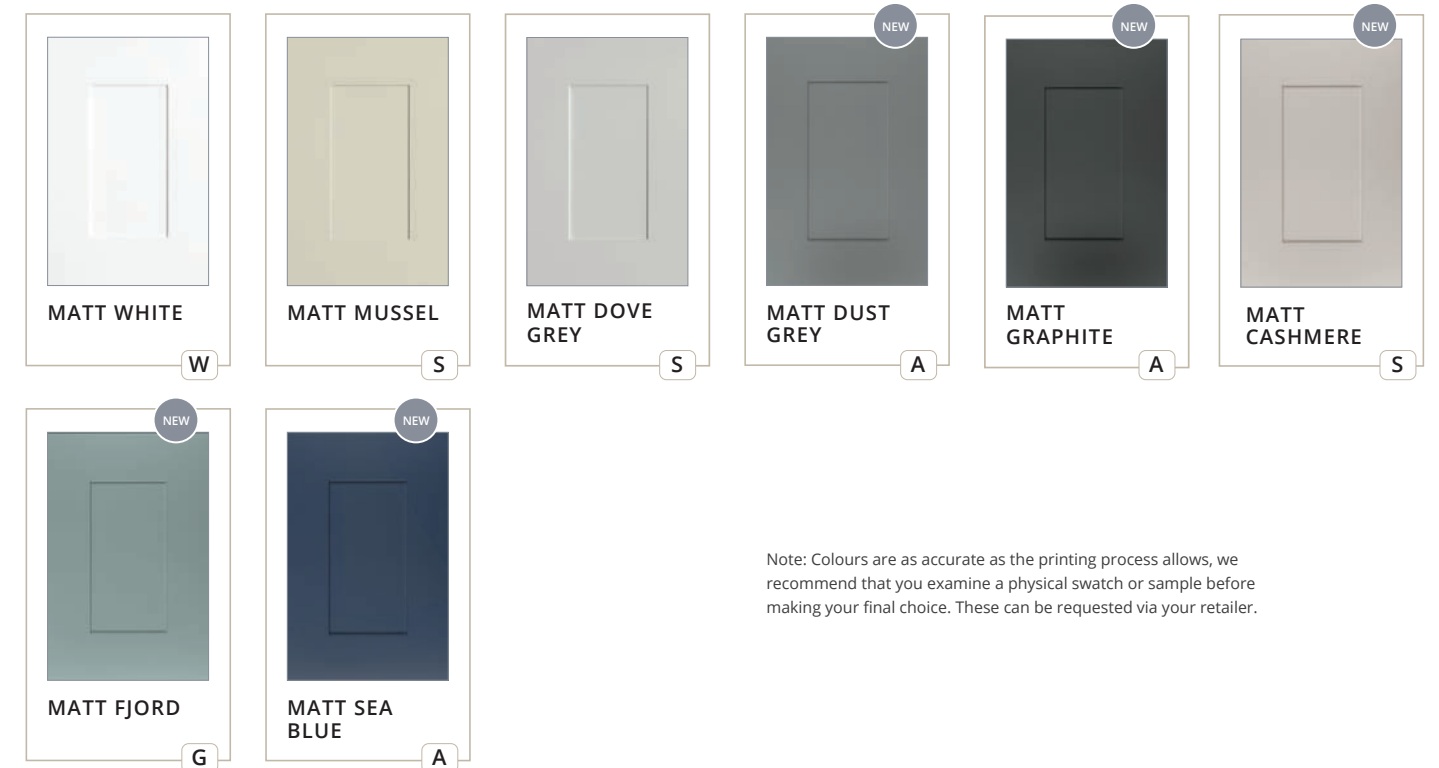 NEW
NEW
NEW
MATT WHITE
W
MATT MUSSEL
S
MATT DOVE
GREY
S
MATT DUST
GREY
A
MATT
GRAPHITE
A
MATT
CASHMERE
S
NEW
NEW
MATT FJORD
G
MATT SEA
BLUE
A
Note: Colours are as accurate as the printing process allows, we
recommend that you examine a physical swatch or sample before
making your final choice. These can be requested via your retailer.